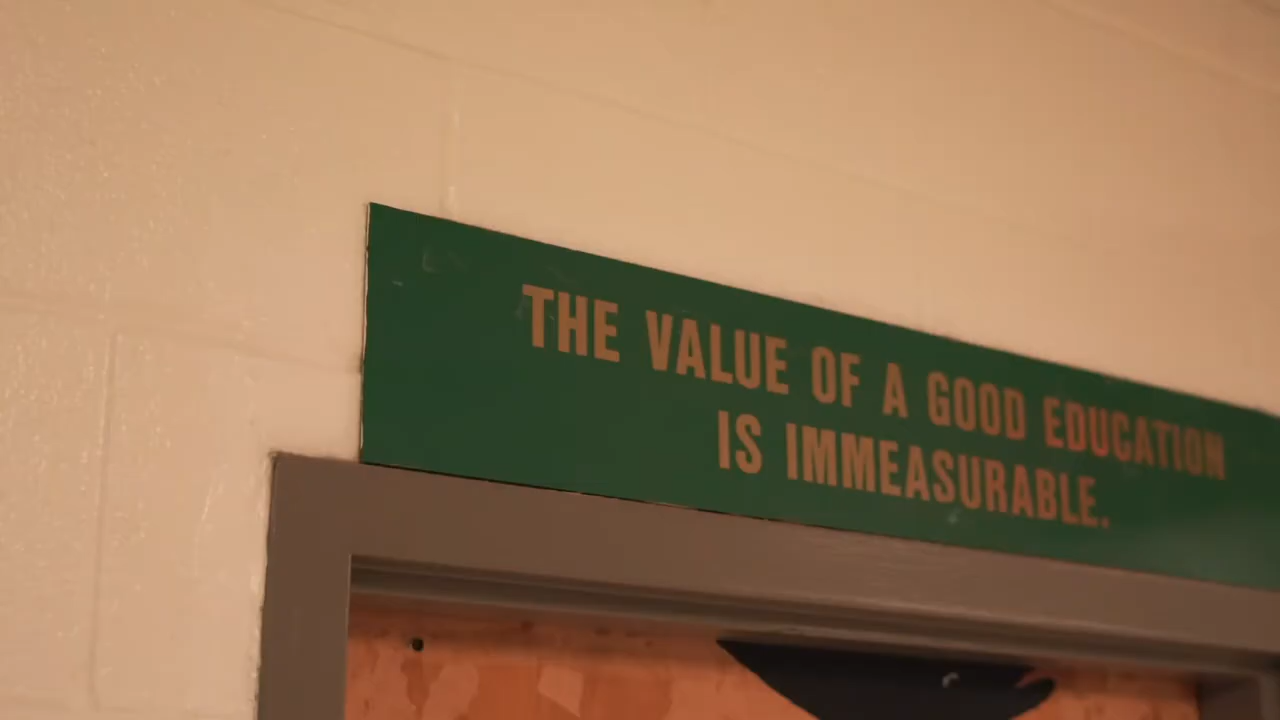 THE VALUE OF A GOOD EDUCATION
IS IMMEASURABLE.